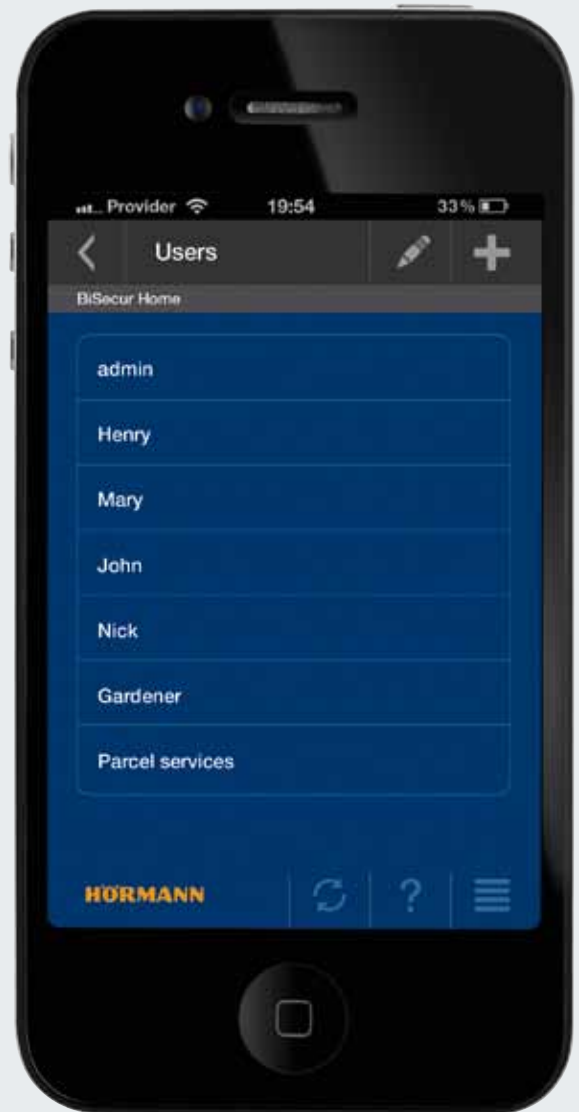 Provider 19:54 33%
Users
BiSecur Home
admin
Henry
Mary
John
Nick
Gardener
Parcel services
HÖRMANN ?